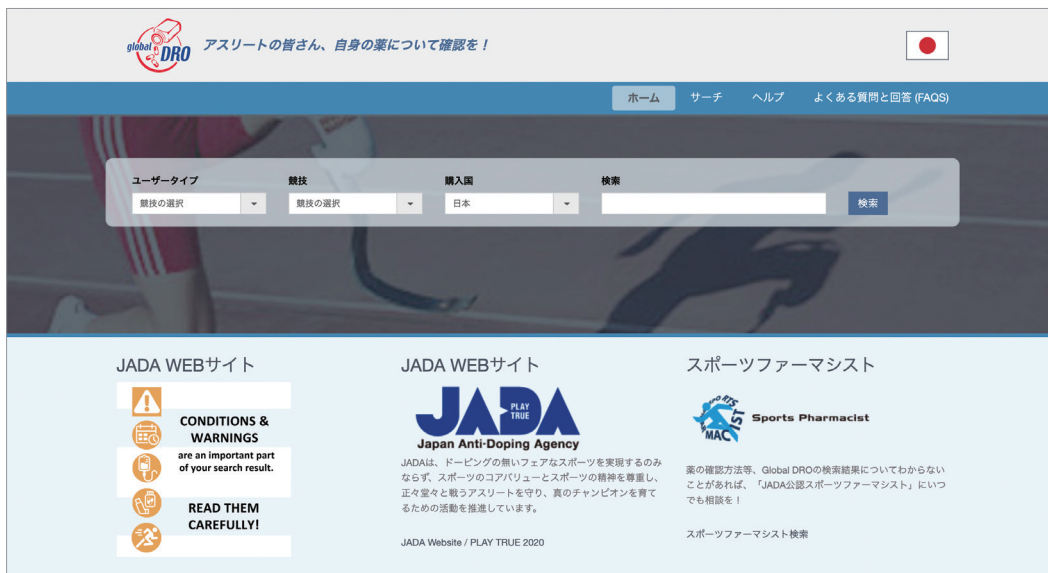 global DRO
アスリートの皆さん、自身の薬について確認を！
ホーム サーチ ヘルプ よくある質問と回答 (FAQS)
ユーザータイプ 競技 購入国 検索
競技の選択 競技の選択 日本 検索
JADA WEBサイト
CONDITIONS &
WARNINGS
are an important part
of your search result.
READ THEM
CAREFULLY!
JADA WEBサイト
JADA
PLAY
TRUE
Japan Anti-Doping Agency
JADAは、ドーピングの無いフェアなスポーツを実現するのみ
ならず、スポーツのコアバリューとスポーツの精神を尊重し、
正々堂々と戦うアスリートを守り、真のチャンピオンを育て
るための活動を推進しています。
JADA Website / PLAY TRUE 2020
スポーツファーマシスト
Sports Pharmacist
薬の確認方法等、Global DROの検索結果についてわからない
ことがあれば、「JADA公認スポーツファーマシスト」にいつ
でも相談を！
スポーツファーマシスト検索